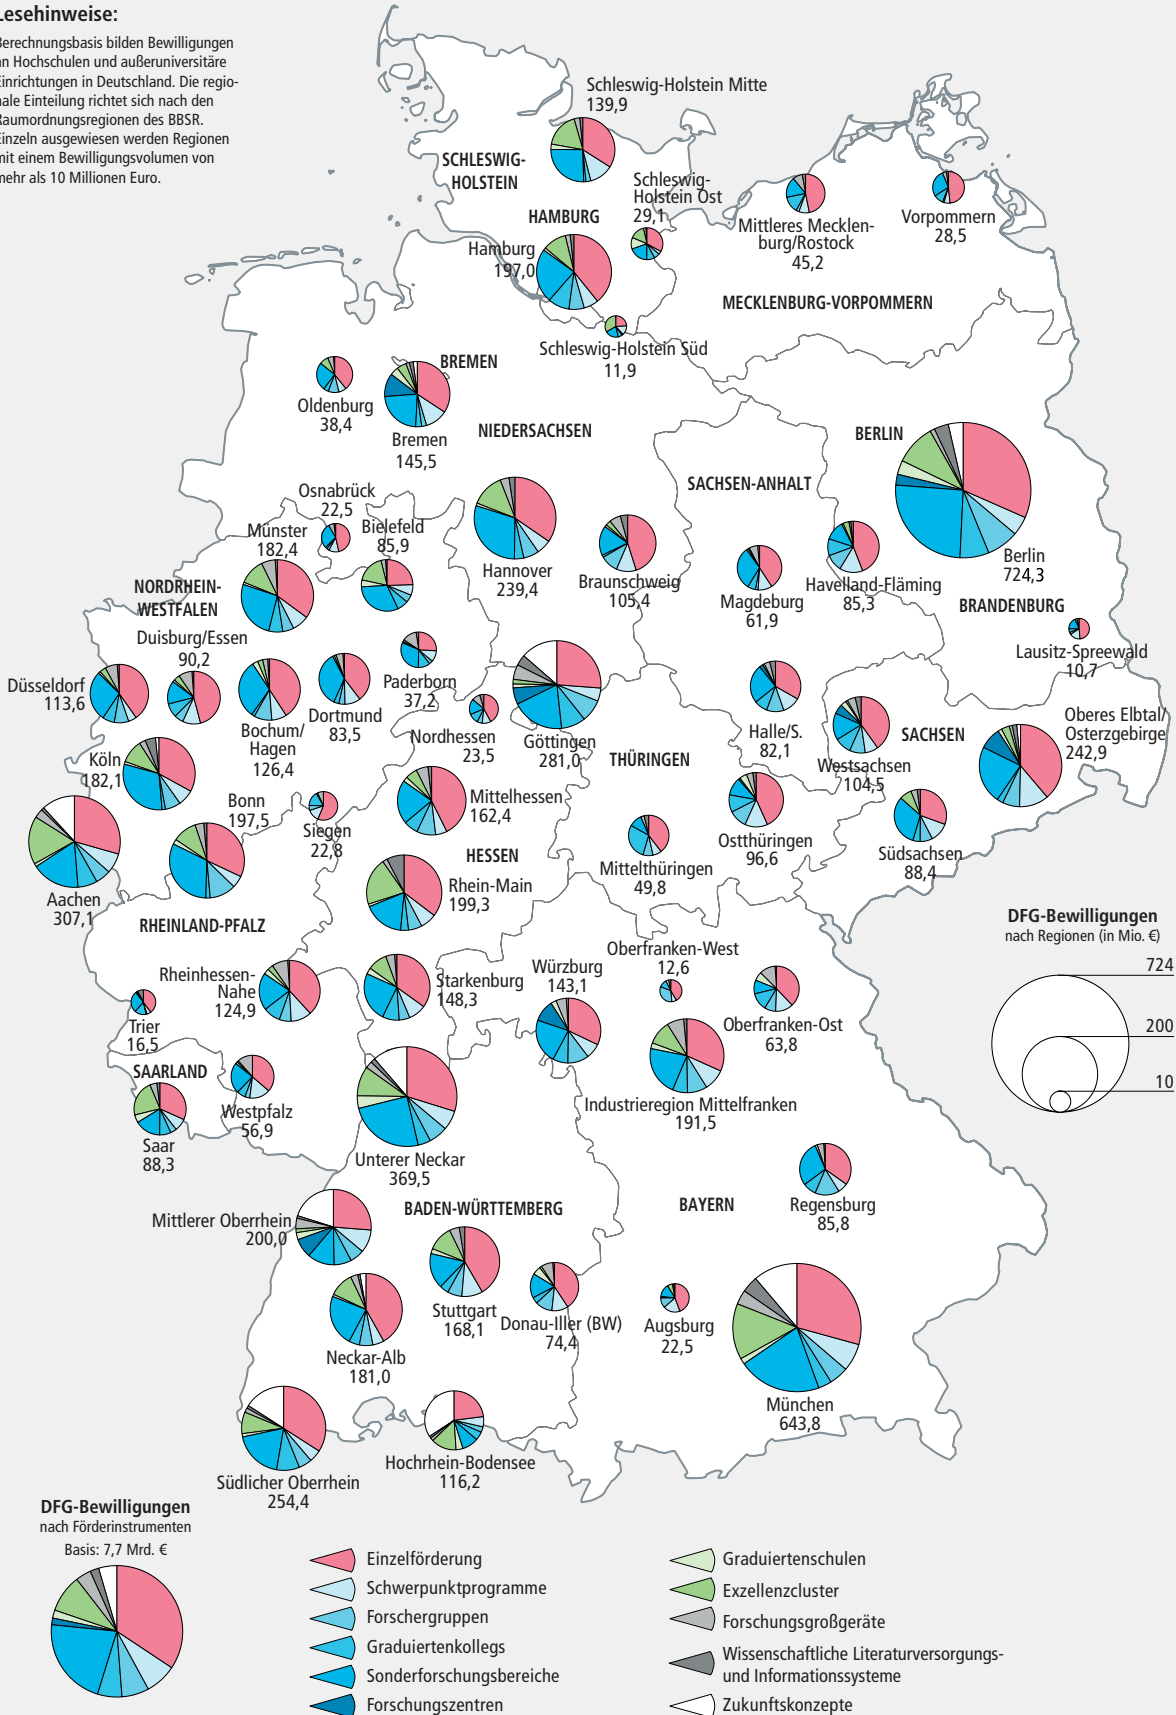 Lesehinweise:
Berechnungsbasis bilden Bewilligungen
an Hochschulen und außeruniversitäre
Einrichtungen in Deutschland. Die regio-
nale Einteilung richtet sich nach den
Raumordnungsregionen des BBSR.
Einzeln ausgewiesen werden Regionen
mit einem Bewilligungsvolumen von
mehr als 10 Millionen Euro.
Schleswig-Holstein Mitte
139,9
SCHLESWIG-
HOLSTEIN
Schleswig-
Holstein Ost
29,1
HAMBURG
Hamburg
197,0
Mittleres Mecklen-
burg/Rostock
45,2
Vorpommern
28,5
MECKLENBURG-VORPOMMERN
Schleswig-Holstein Süd
11,9
BREMEN
Oldenburg
38,4
Bremen
145,5
NIEDERSACHSEN
BERLIN
Berlin
724,3
SACHSEN-ANHALT
Osnabrück
22,5
Münster
182,4
Bielefeld
85,9
Hannover
239,4
Braunschweig
105,4
Magdeburg
61,9
Havelland-Fläming
85,3
BRANDENBURG
Lausitz-Spreewald
10,7
NORDRHEIN-
WESTFALEN
Duisburg/Essen
90,2
Düsseldorf
113,6
Bochum/
Hagen
126,4
Dortmund
83,5
Paderborn
37,2
Nordhessen
23,5
Göttingen
281,0
THÜRINGEN
Halle/S.
82,1
Westsachsen
104,5
SACHSEN
Oberes Elbtal/
Osterzgebirge
242,9
Köln
182,1
Bonn
197,5
Siegen
22,8
Mittelhessen
162,4
HESSEN
Mittelthüringen
49,8
Ostthüringen
96,6
Südsachsen
88,4
Aachen
307,1
Rhein-Main
199,3
RHEINLAND-PFALZ
Rheinhessen-
Nahe
124,9
Starkenburg
148,3
Würzburg
143,1
Oberfranken-West
12,6
Oberfranken-Ost
63,8
Trier
16,5
SAARLAND
Saar
88,3
Westpfalz
56,9
Unterer Neckar
369,5
Industrieregion Mittelfranken
191,5
DFG-Bewilligungen
nach Regionen (in Mio. €)
724
200
10
Mittlerer Oberrhein
200,0
BADEN-WÜRTTEMBERG
BAYERN
Regensburg
85,8
Stuttgart
168,1
Donau-Iller (BW)
74,4
Augsburg
22,5
Neckar-Alb
181,0
München
643,8
Südlicher Oberrhein
254,4
Hochrhein-Bodensee
116,2
DFG-Bewilligungen
nach Förderinstrumenten
Basis: 7,7 Mrd. €
Einzelförderung
Schwerpunktprogramme
Forschergruppen
Graduiertenkollegs
Sonderforschungsbereiche
Forschungszentren
Graduiertenschulen
Exzellenzcluster
Forschungsgroßgeräte
Wissenschaftliche Literaturversorgungs-
und Informationssysteme
Zukunftskonzepte